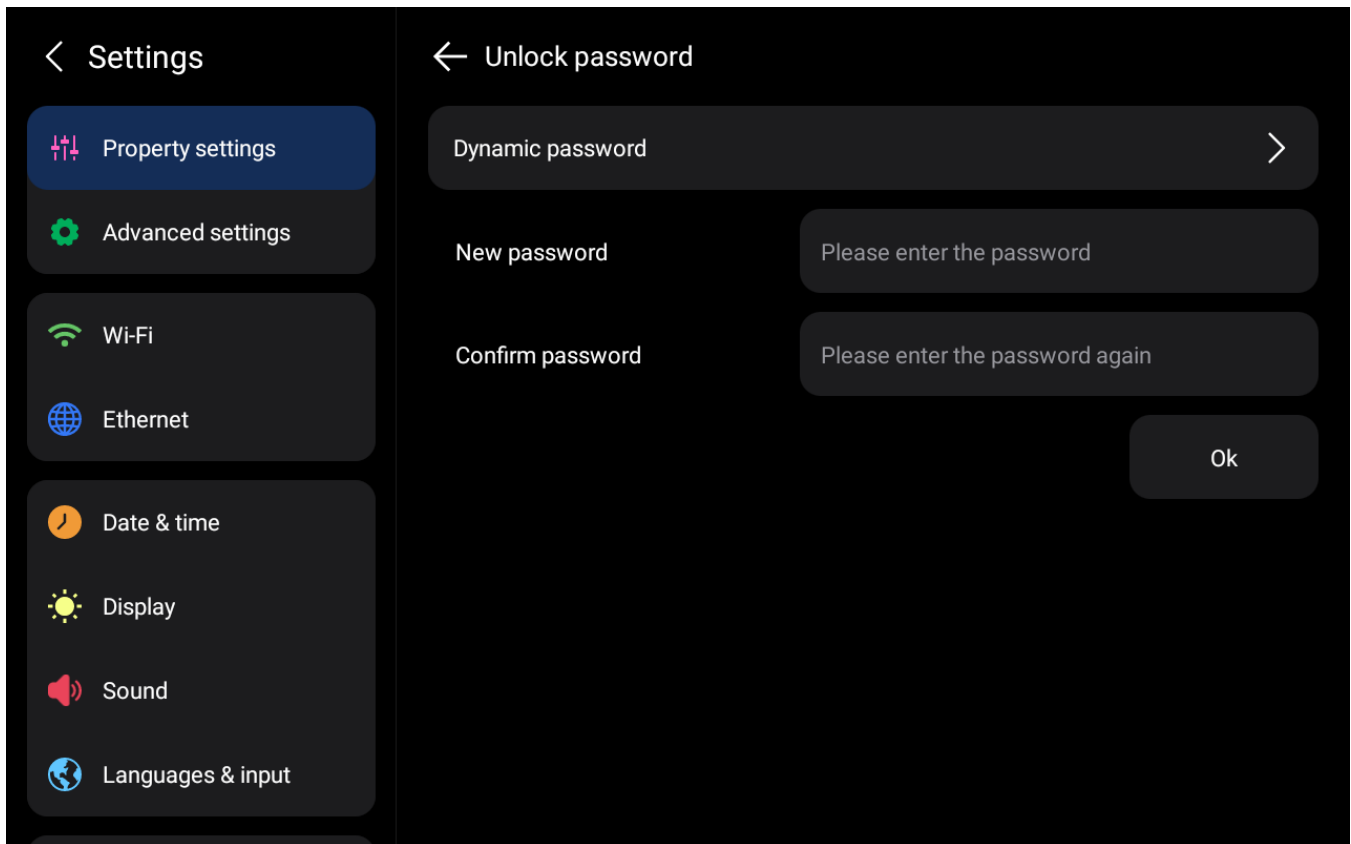 Settings
Property settings
Advanced settings
Wi-Fi
Ethernet
Date & time
Display
Sound
Languages & input
Unlock password
Dynamic password
New password
Please enter the password
Confirm password
Please enter the password again
Ok